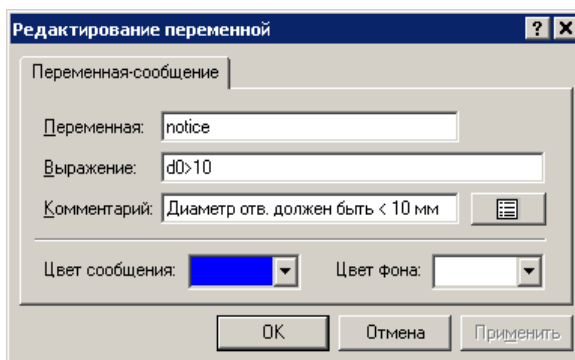 Редактирование переменной
Переменная-сообщение
Переменная: notice
Выражение: d0>10
Комментарий: Диаметр отв. должен быть < 10 мм
Цвет сообщения: Цвет фона:
OK Отмена Применить